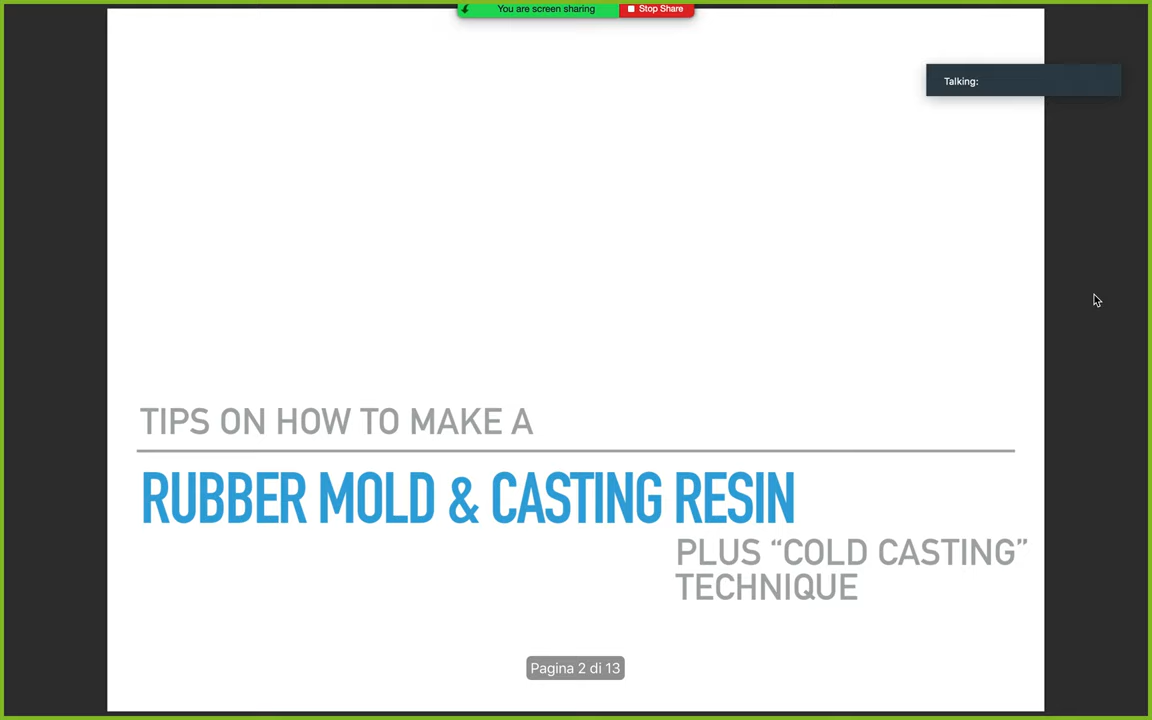 You are screen sharing Stop Share
Talking:
TIPS ON HOW TO MAKE A
RUBBER MOLD & CASTING RESIN
PLUS “COLD CASTING”
TECHNIQUE
Pagina 2 di 13